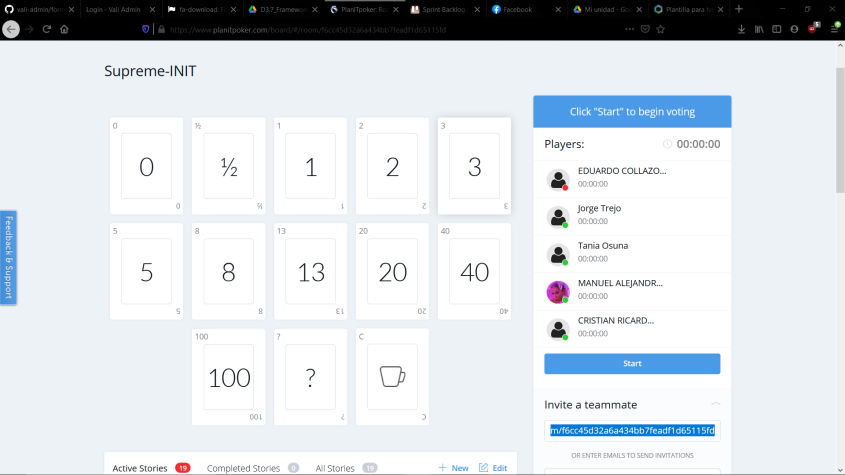 vali-admin/forn
Login - Vali Admin
fa-download: F
D3.7_Framewor
PlanITpoker: Bo
Sprint Backlog
Facebook
Mi unidad - Goo
Plantilla para to
https://www.planitpoker.com/board/#/room/f6cc45d32a6a434bb7feadf1d65115fd
5
Supreme-INIT
Click "Start" to begin voting
Players:
00:00:00
0
½
1
2
3
0
½
1
2
3
0
½
1
2
3
EDUARDO COLLAZO...
00:00:00
Jorge Trejo
00:00:00
Tania Osuna
00:00:00
MANUEL ALEJANDR...
00:00:00
CRISTIAN RICARD...
00:00:00
5
8
13
20
40
5
8
13
20
40
5
8
13
20
40
100
?
C
100
?
100
?
C
Start
Invite a teammate
m/f6cc45d32a6a434bb7feadf1d65115fd
OR ENTER EMAILS TO SEND INVITATIONS
Feedback & Support
Active Stories 19
Completed Stories 0
All Stories 19
+ New
Edit